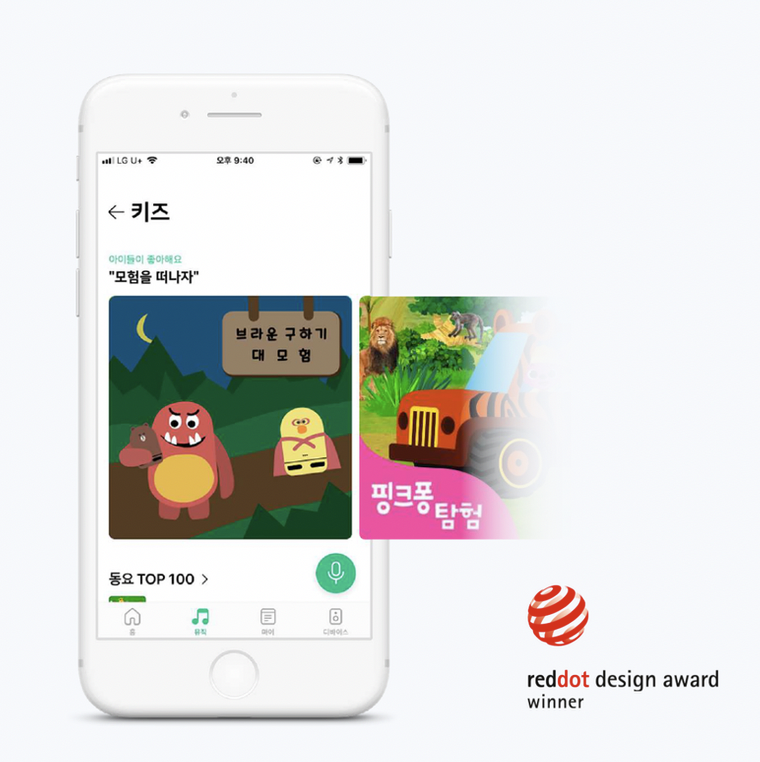 LG U+
오후 9:40
키즈
아이들이 좋아해요
"모험을 떠나자"
브라운 구하기
대 모 험
핑크퐁
탐험
동요 TOP 100
홈
뮤직
마이
디바이스
reddot design award
winner